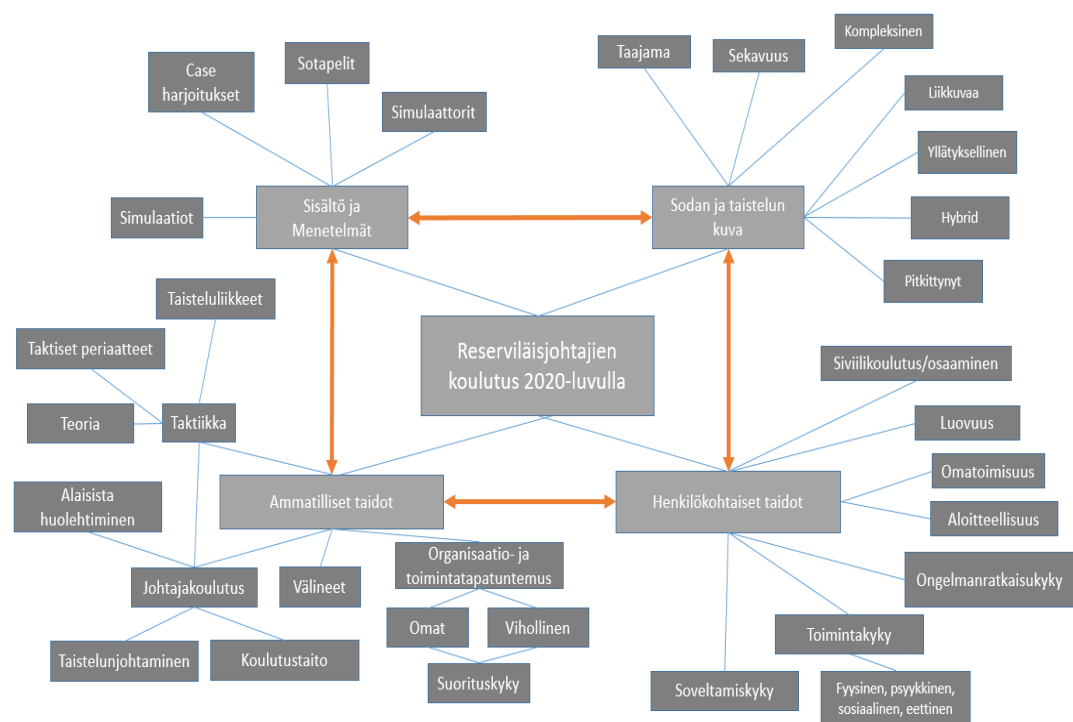 Case
harjoitukset
Sotapelit
Simulaattorit
Simulaatiot
Sisältö ja
Menetelmät
Taajama
Sekavuus
Kompleksinen
Liikkuvaa
Yllätyksellinen
Hybrid
Pitkittynyt
Sodan ja taistelun
kuva
Reserviläisjohtajien
koulutus 2020-luvulla
Taisteluliikkeet
Taktiset periaatteet
Teoria
Taktiikka
Ammatilliset taidot
Alaisista
huolehtiminen
Johtajakoulutus
Taistelunjohtaminen
Koulutustaito
Välineet
Organisaatio- ja
toimintatapatuntemus
Omat
Vihollinen
Suorituskyky
Henkilökohtaiset taidot
Siviilikoulutus/osaaminen
Luovuus
Omatoimisuus
Aloitteellisuus
Ongelmanratkaisukyky
Toimintakyky
Fyysinen, psyykkinen,
sosiaalinen, eettinen
Soveltamiskyky